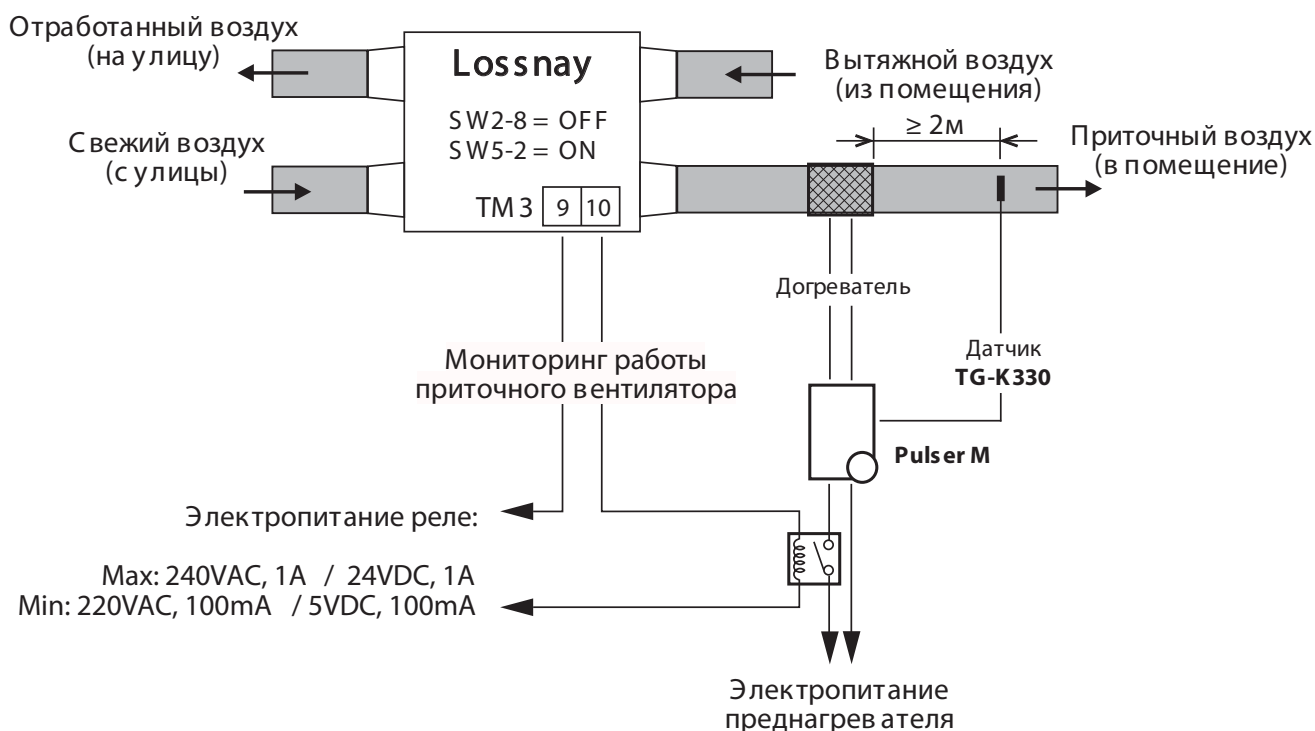 Отработанный воздух
(на улицу)
Lossnay
Вытяжной воздух
(из помещения)
SW2-8 = OFF
SW5-2 = ON
≥ 2м
Свежий воздух
(с улицы)
Приточный воздух
(в помещение)
TM3 9 10
Догреватель
Мониторинг работы
приточного вентилятора
Датчик
TG-K330
Pulser M
Электропитание реле:
Max: 240VAC, 1A / 24VDC, 1A
Min: 220VAC, 100mA / 5VDC, 100mA
Электропитание
преднагревателя